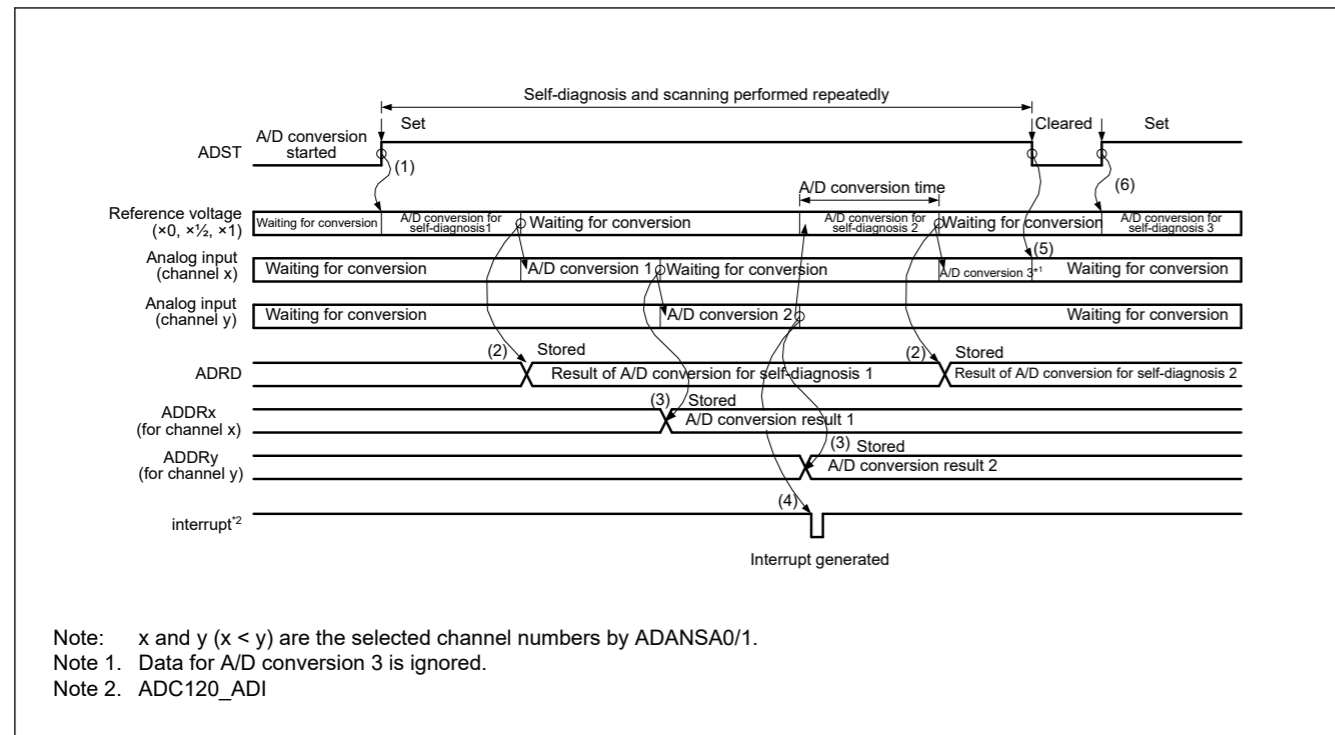 Self-diagnosis and scanning performed repeatedly
A/D conversion
started
Set
Cleared
Set
ADST
(1)
A/D conversion time
(6)
Reference voltage
(×0, ×½, ×1)
Waiting for conversion
A/D conversion for
self-diagnosis1
Waiting for conversion
A/D conversion for
self-diagnosis 2
Waiting for conversion
A/D conversion for
self-diagnosis 3
(5)
Analog input
(channel x)
Waiting for conversion
A/D conversion 1
Waiting for conversion
A/D conversion 3*1
Waiting for conversion
Analog input
(channel y)
Waiting for conversion
A/D conversion 2
Waiting for conversion
(2)
Stored
(2)
Stored
ADRD
Result of A/D conversion for self-diagnosis 1
Result of A/D conversion for self-diagnosis 2
(3)
Stored
ADDRx
(for channel x)
A/D conversion result 1
(3)
Stored
ADDRy
(for channel y)
A/D conversion result 2
(4)
interrupt*2
Interrupt generated
Note: x and y (x < y) are the selected channel numbers by ADANSA0/1.
Note 1. Data for A/D conversion 3 is ignored.
Note 2. ADC120_ADI